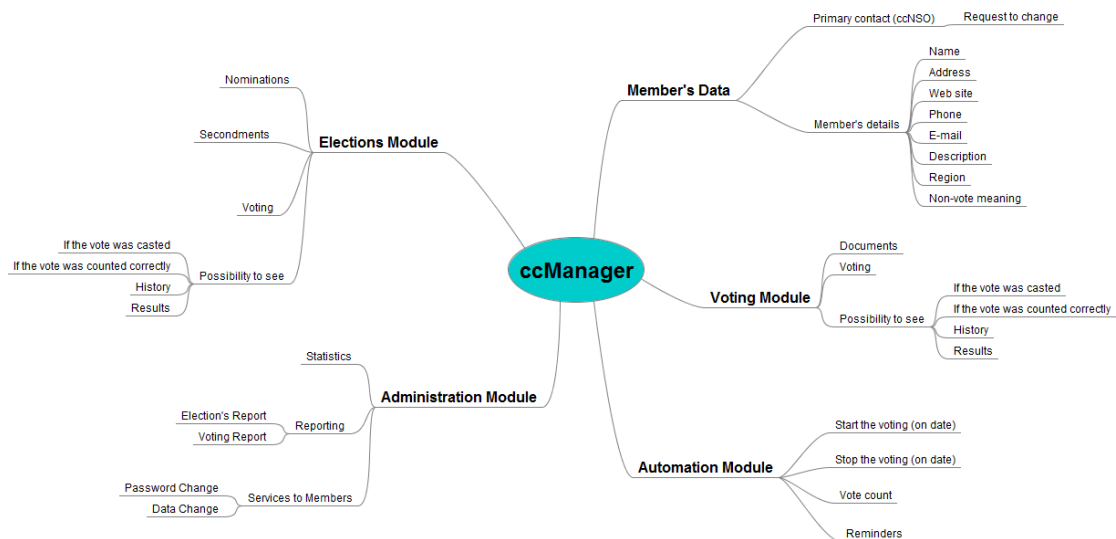 ccManager
Member's Data
Primary contact (ccNSO)
Request to change
Member's details
Name
Address
Web site
Phone
E-mail
Description
Region
Non-vote meaning
Voting Module
Documents
Voting
Possibility to see
If the vote was casted
If the vote was counted correctly
History
Results
Automation Module
Start the voting (on date)
Stop the voting (on date)
Vote count
Reminders
Elections Module
Nominations
Secondments
Voting
Possibility to see
If the vote was casted
If the vote was counted correctly
History
Results
Administration Module
Statistics
Reporting
Election's Report
Voting Report
Services to Members
Password Change
Data Change